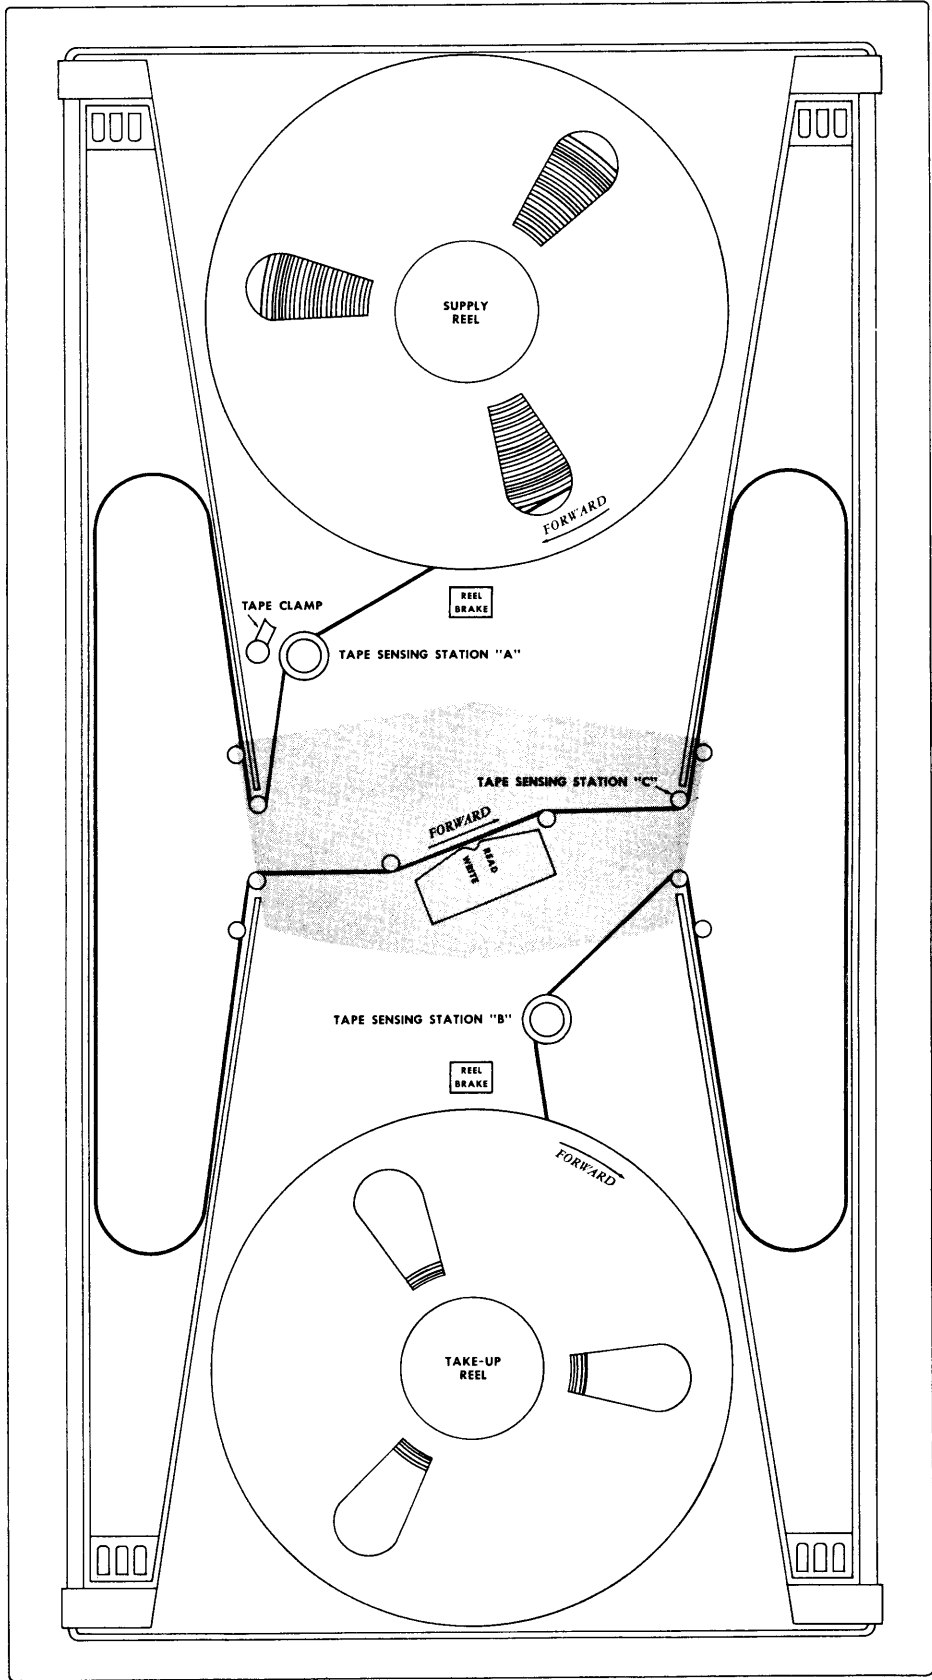 SUPPLY
REEL
FORWARD
REEL
BRAKE
TAPE CLAMP
TAPE SENSING STATION "A"
TAPE SENSING STATION "C"
FORWARD
READ
WRITE
TAPE SENSING STATION "B"
REEL
BRAKE
FORWARD
TAKE-UP
REEL